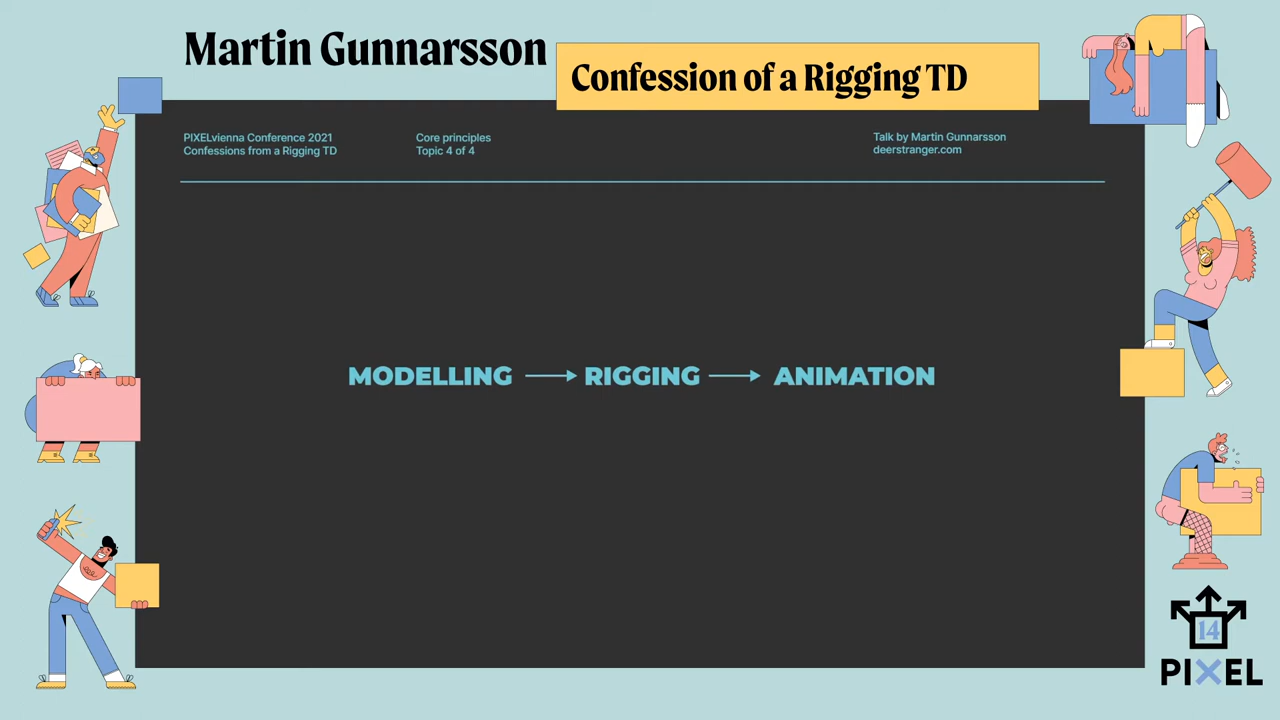 Martin Gunnarsson
Confession of a Rigging TD
PIXELvienna Conference 2021
Confessions from a Rigging TD
Core principles
Topic 4 of 4
Talk by Martin Gunnarsson
deerstranger.com
MODELLING → RIGGING → ANIMATION
14
PIXEL